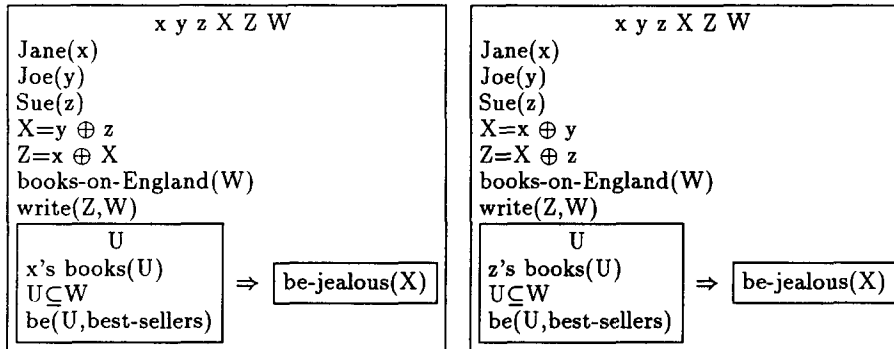 x y z X Z W
Jane(x)
Joe(y)
Sue(z)
X=y ⊕ z
Z=x ⊕ X
books-on-England(W)
write(Z,W)
U
x's books(U)
U⊆W
be(U,best-sellers)
⇒ be-jealous(X)
x y z X Z W
Jane(x)
Joe(y)
Sue(z)
X=x ⊕ y
Z=X ⊕ z
books-on-England(W)
write(Z,W)
U
z's books(U)
U⊆W
be(U,best-sellers)
⇒ be-jealous(X)